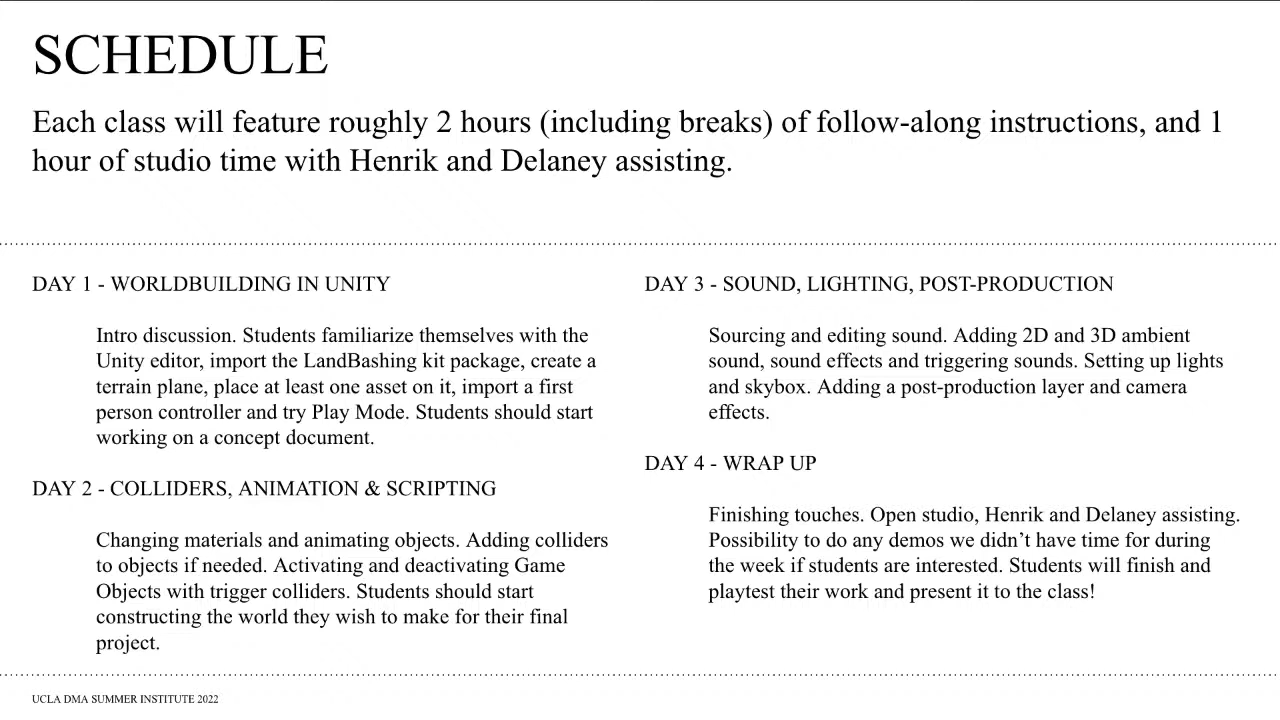 SCHEDULE
Each class will feature roughly 2 hours (including breaks) of follow-along instructions, and 1
hour of studio time with Henrik and Delaney assisting.
DAY 1 - WORLDBUILDING IN UNITY
Intro discussion. Students familiarize themselves with the
Unity editor, import the LandBashing kit package, create a
terrain plane, place at least one asset on it, import a first
person controller and try Play Mode. Students should start
working on a concept document.
DAY 2 - COLLIDERS, ANIMATION & SCRIPTING
Changing materials and animating objects. Adding colliders
to objects if needed. Activating and deactivating Game
Objects with trigger colliders. Students should start
constructing the world they wish to make for their final
project.
DAY 3 - SOUND, LIGHTING, POST-PRODUCTION
Sourcing and editing sound. Adding 2D and 3D ambient
sound, sound effects and triggering sounds. Setting up lights
and skybox. Adding a post-production layer and camera
effects.
DAY 4 - WRAP UP
Finishing touches. Open studio, Henrik and Delaney assisting.
Possibility to do any demos we didn’t have time for during
the week if students are interested. Students will finish and
playtest their work and present it to the class!
UCLA DMA SUMMER INSTITUTE 2022